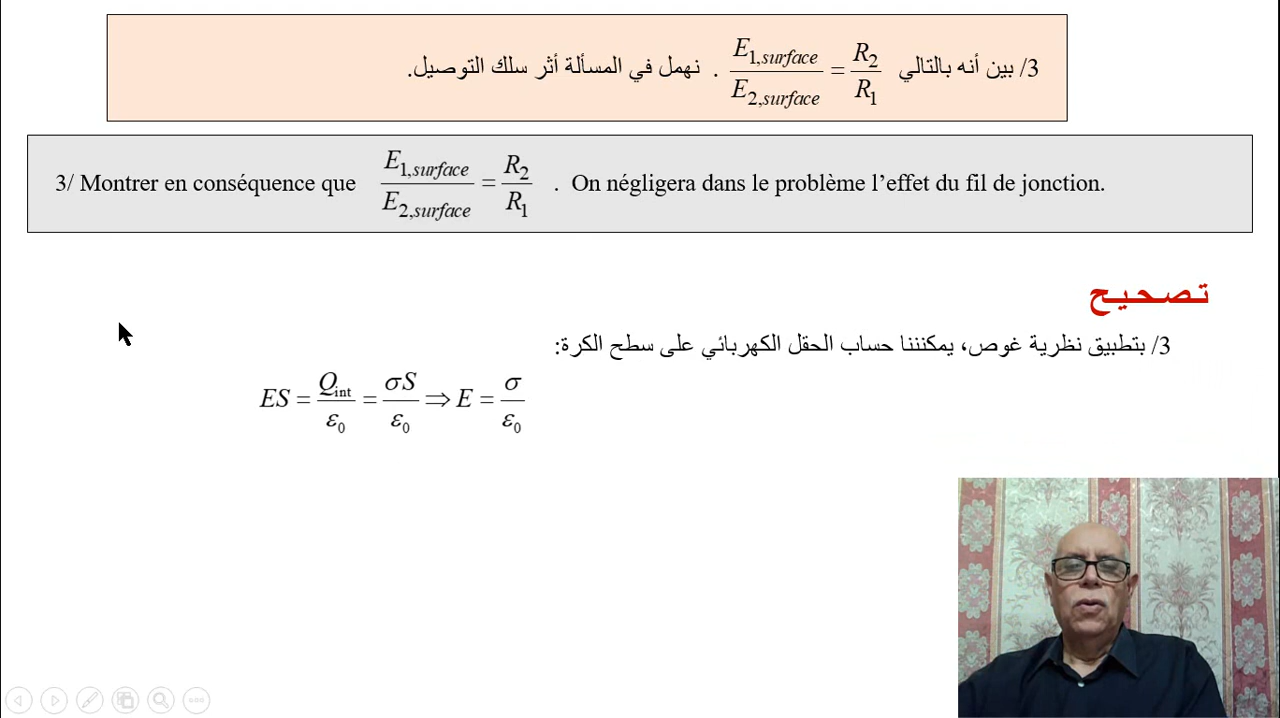 3/ بين أنه بالتالي E1,surface / E2,surface = R2 / R1 . نهمل في المسألة أثر سلك التوصيل.
3/ Montrer en conséquence que E1,surface / E2,surface = R2 / R1 . On négligera dans le problème l’effet du fil de jonction.
تـصـحـيـح
3/ بتطبيق نظرية غوص، يمكنننا حساب الحقل الكهربائي على سطح الكرة:
ES = Qint / ε0 = σS / ε0 ⇒ E = σ / ε0